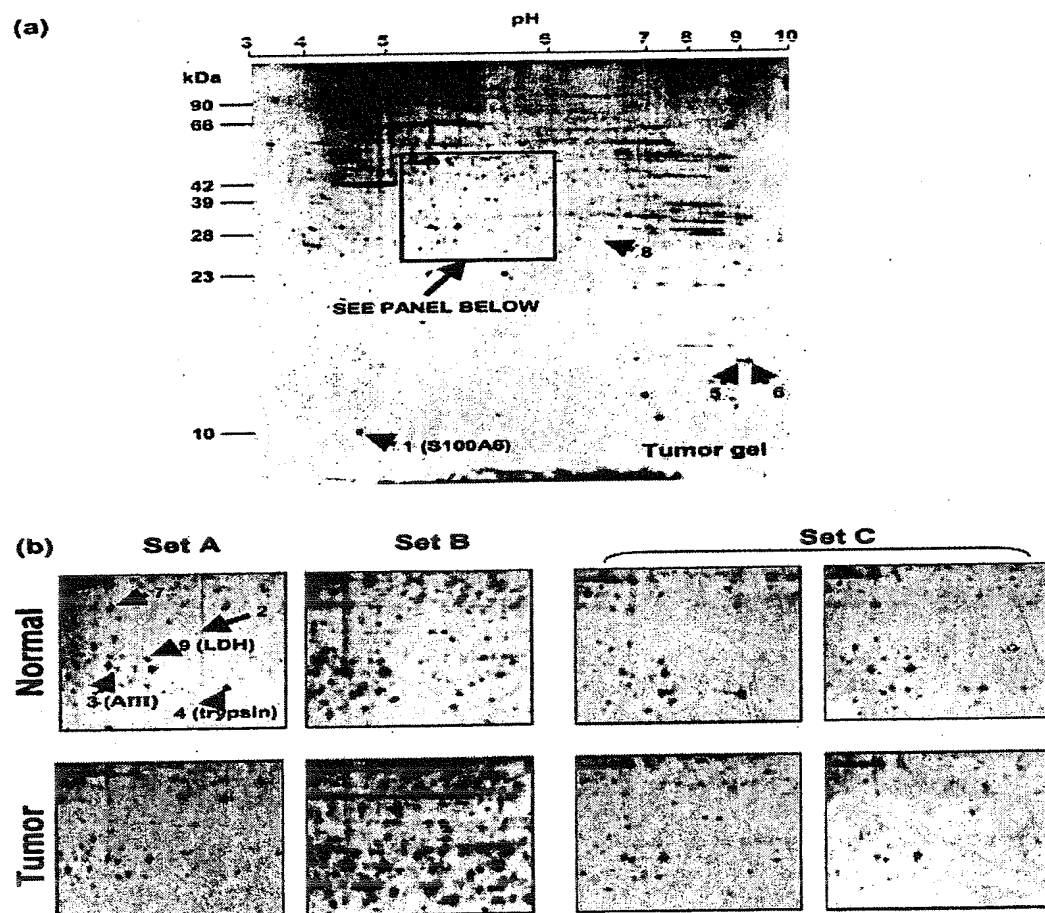 (a)
pH
3 4 5 6 7 8 9 10
kDa
90
68
42
39
28
23
10
8
SEE PANEL BELOW
5 6
1 (S100A6)
Tumor gel
(b)
Set A
Set B
Set C
Normal
7
2
9 (LDH)
3 (AIII)
4 (trypsin)
Tumor